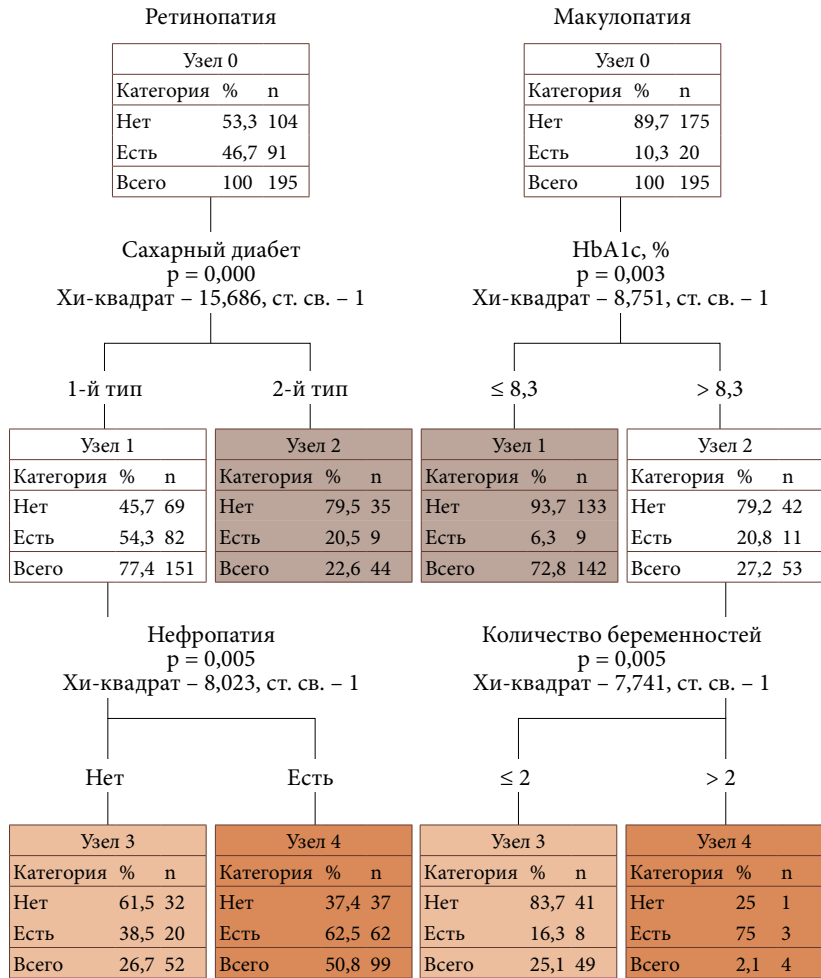 Ретинопатия
Узел 0
Категория % n
Нет 53,3 104
Есть 46,7 91
Всего 100 195
Сахарный диабет
p = 0,000
Хи-квадрат – 15,686, ст. св. – 1
1-й тип
2-й тип
Узел 1
Категория % n
Нет 45,7 69
Есть 54,3 82
Всего 77,4 151
Узел 2
Категория % n
Нет 79,5 35
Есть 20,5 9
Всего 22,6 44
Нефропатия
p = 0,005
Хи-квадрат – 8,023, ст. св. – 1
Нет
Есть
Узел 3
Категория % n
Нет 61,5 32
Есть 38,5 20
Всего 26,7 52
Узел 4
Категория % n
Нет 37,4 37
Есть 62,5 62
Всего 50,8 99
Макулопатия
Узел 0
Категория % n
Нет 89,7 175
Есть 10,3 20
Всего 100 195
HbA1c, %
p = 0,003
Хи-квадрат – 8,751, ст. св. – 1
≤ 8,3
> 8,3
Узел 1
Категория % n
Нет 93,7 133
Есть 6,3 9
Всего 72,8 142
Узел 2
Категория % n
Нет 79,2 42
Есть 20,8 11
Всего 27,2 53
Количество беременностей
p = 0,005
Хи-квадрат – 7,741, ст. св. – 1
≤ 2
> 2
Узел 3
Категория % n
Нет 83,7 41
Есть 16,3 8
Всего 25,1 49
Узел 4
Категория % n
Нет 25 1
Есть 75 3
Всего 2,1 4